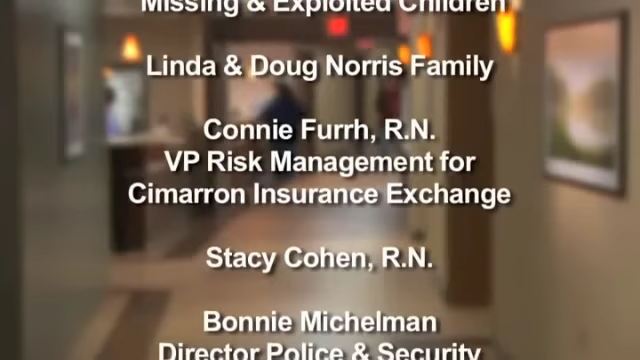 Missing & Exploited Children
Linda & Doug Norris Family
Connie Furrh, R.N.
VP Risk Management for
Cimarron Insurance Exchange
Stacy Cohen, R.N.
Bonnie Michelman
Director Police & Security